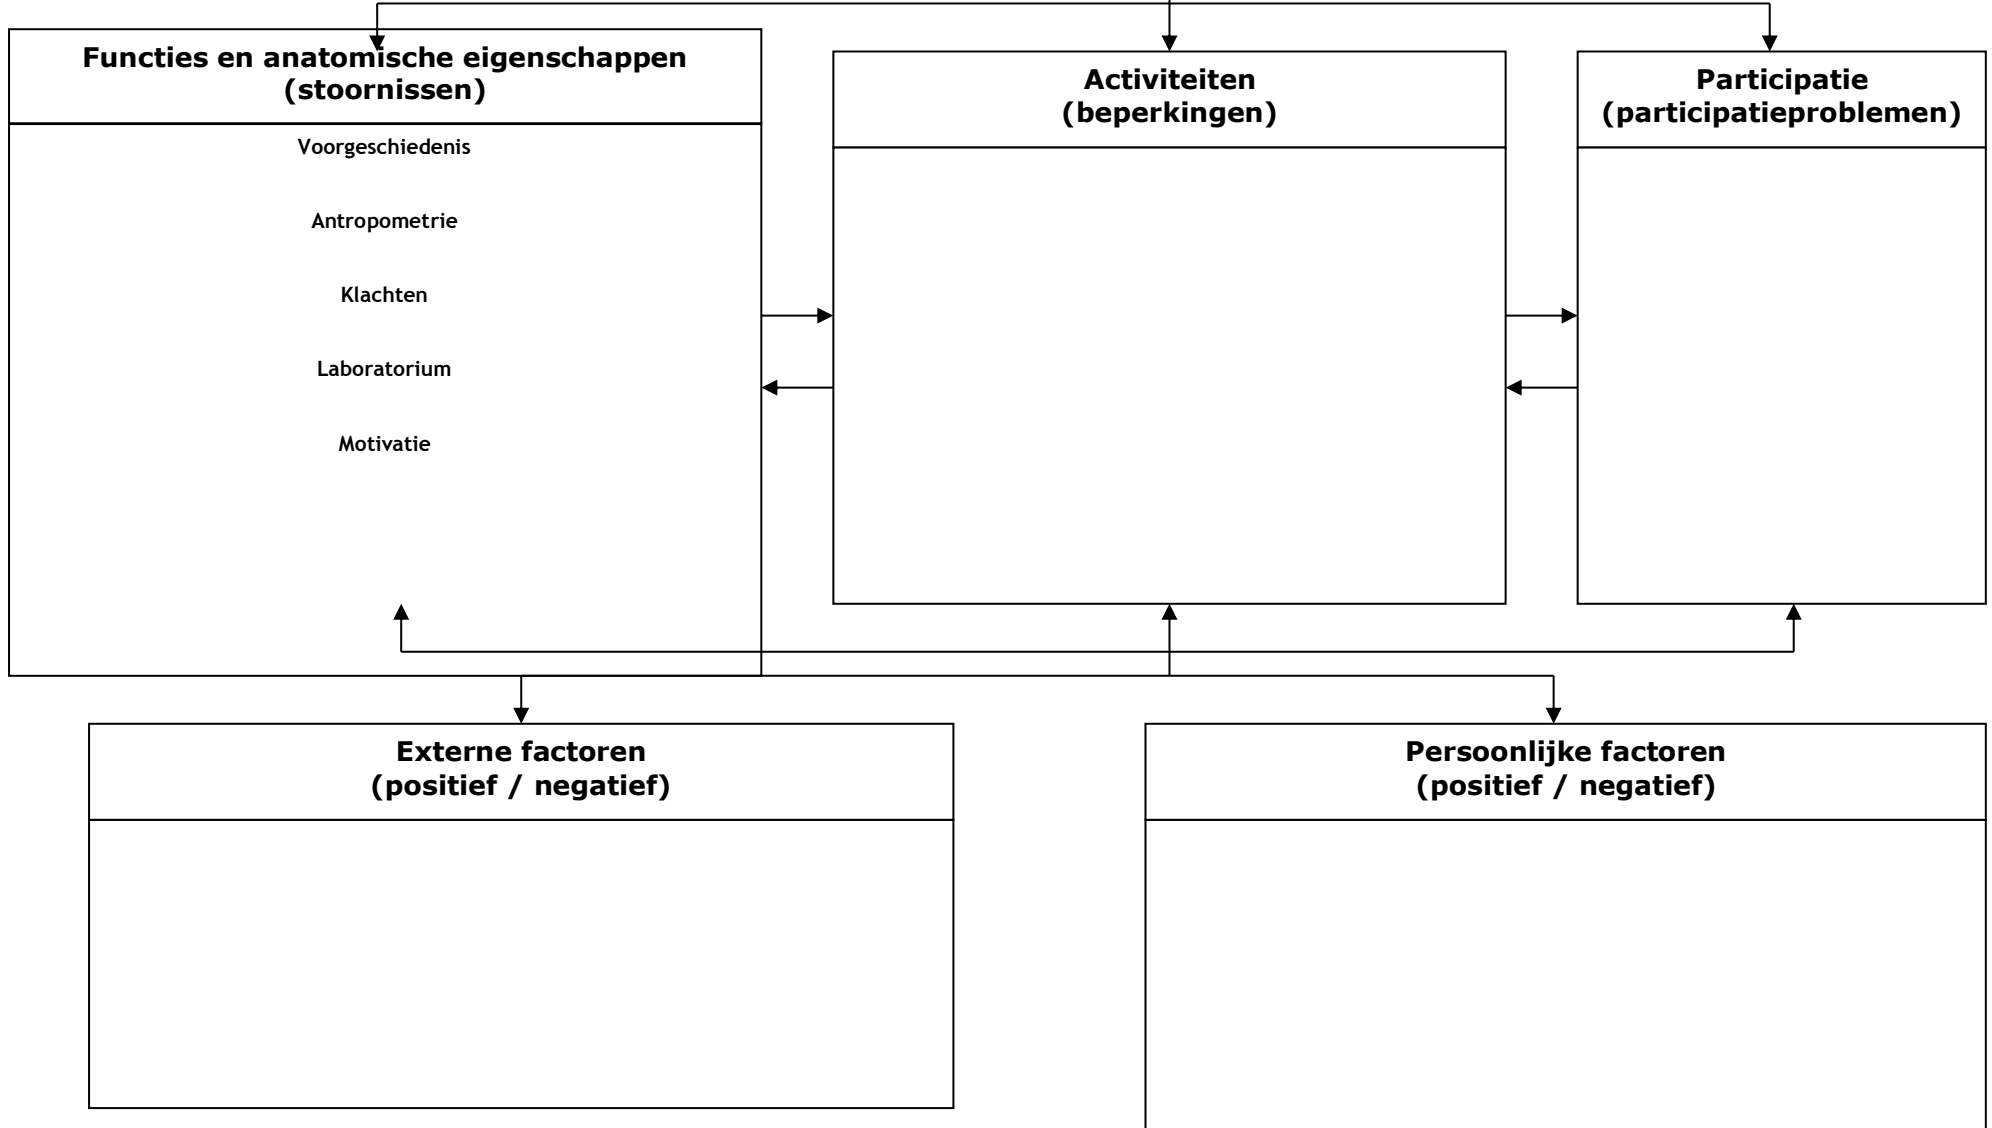 Functies en anatomische eigenschappen
(stoornissen)
Voorgeschiedenis
Antropometrie
Klachten
Laboratorium
Motivatie
Activiteiten
(beperkingen)
Participatie
(participatieproblemen)
Externe factoren
(positief / negatief)
Persoonlijke factoren
(positief / negatief)